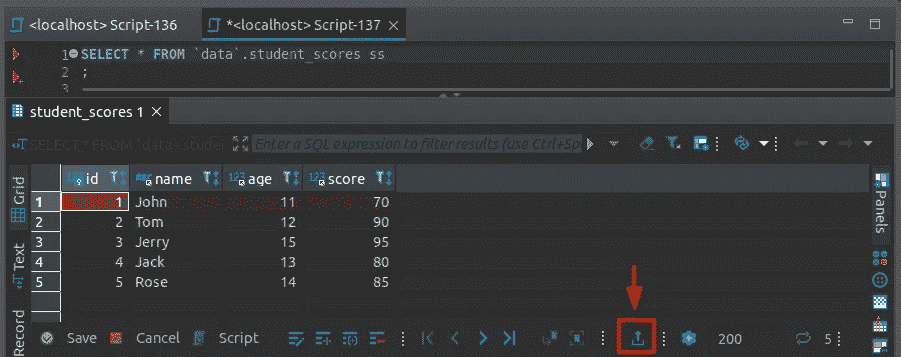 <localhost> Script-136 *<localhost> Script-137
1 SELECT * FROM `data`.student_scores ss
2 ;
3
student_scores 1
SELECT * FROM `data`.student Enter a SQL expression to filter results (use Ctrl+Sp
Grid
Text
Record
Panels
id name age score
1 1 John 11 70
2 2 Tom 12 90
3 3 Jerry 15 95
4 4 Jack 13 80
5 5 Rose 14 85
Save Cancel Script 200 5